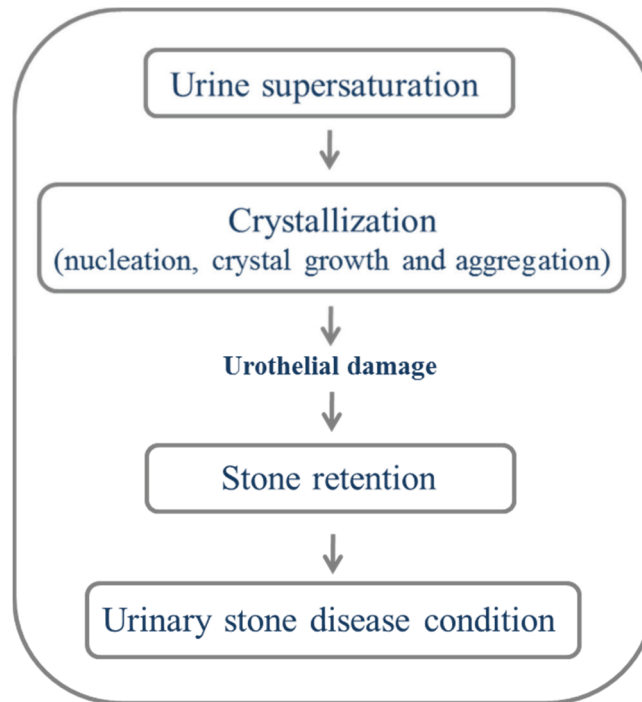 Urine supersaturation
Crystallization
(nucleation, crystal growth and aggregation)
Urothelial damage
Stone retention
Urinary stone disease condition